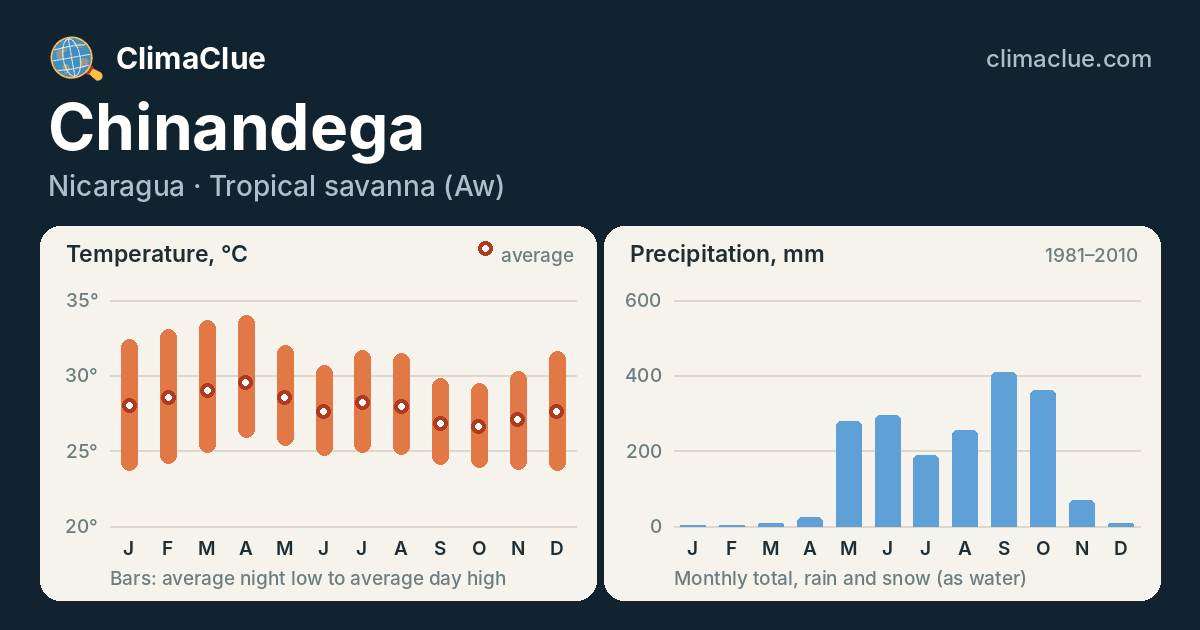 ClimaClue
climaclue.com
Chinandega
Nicaragua · Tropical savanna (Aw)
Temperature, °C
average
35°
30°
25°
20°
J F M A M J J A S O N D
Bars: average night low to average day high
Precipitation, mm
1981–2010
600
400
200
0
J F M A M J J A S O N D
Monthly total, rain and snow (as water)